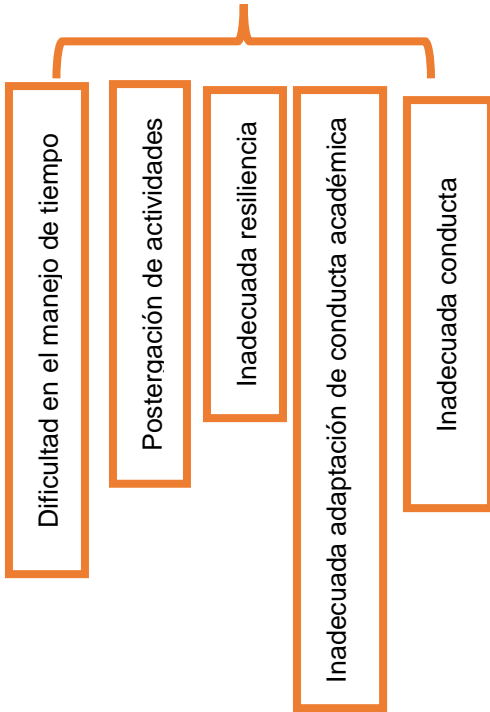 Dificultad en el manejo de tiempo
Postergación de actividades
Inadecuada resiliencia
Inadecuada adaptación de conducta académica
Inadecuada conducta